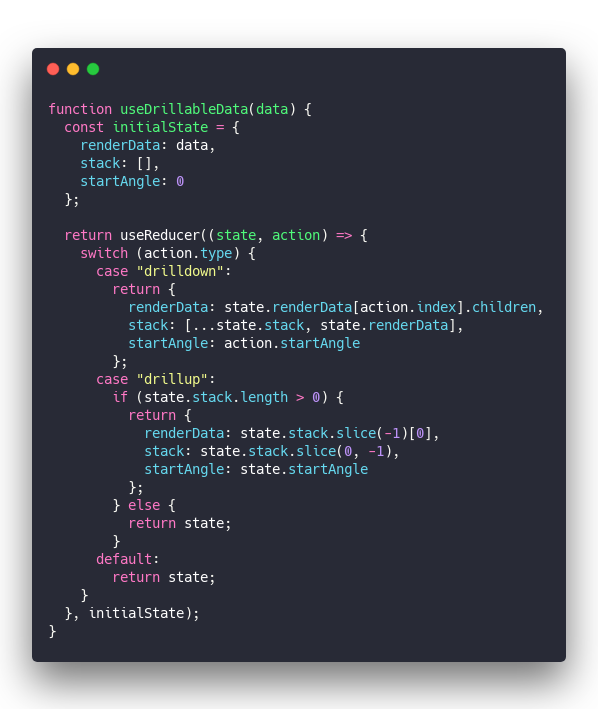 function useDrillableData(data) {
  const initialState = {
    renderData: data,
    stack: [],
    startAngle: 0
  };

  return useReducer((state, action) => {
    switch (action.type) {
      case "drilldown":
        return {
          renderData: state.renderData[action.index].children,
          stack: [...state.stack, state.renderData],
          startAngle: action.startAngle
        };
      case "drillup":
        if (state.stack.length > 0) {
          return {
            renderData: state.stack.slice(-1)[0],
            stack: state.stack.slice(0, -1),
            startAngle: state.startAngle
          };
        } else {
          return state;
        }
      default:
        return state;
    }
  }, initialState);
}